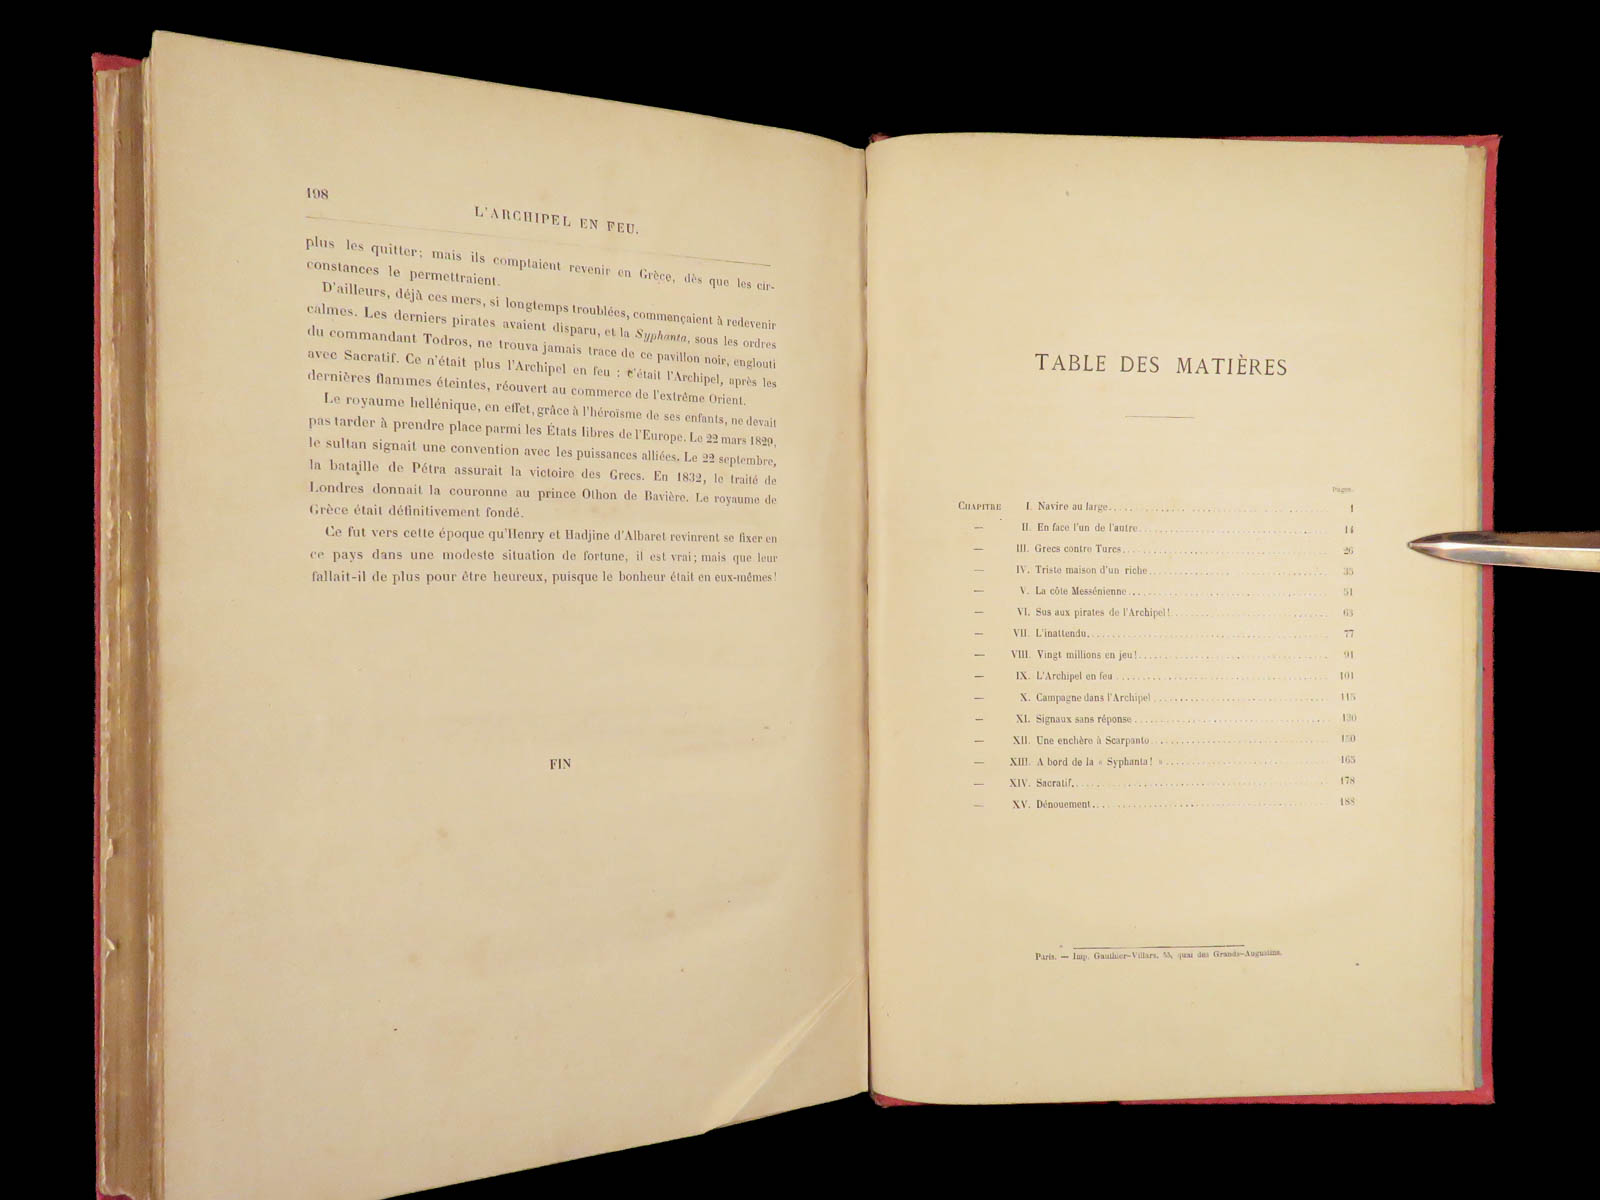 198
L'ARCHIPEL EN FEU.
plus les quitter; mais ils comptaient revenir en Grèce, dès que les cir-
constances le permettraient.
D'ailleurs, déjà ces mers, si longtemps troublées, commençaient à redevenir
calmes. Les derniers pirates avaient disparu, et la Syphanta, sous les ordres
du commandant Todros, ne trouva jamais trace de ce pavillon noir, englouti
avec Sacratif. Ce n'était plus l'Archipel en feu : c'était l'Archipel, après les
dernières flammes éteintes, réouvert au commerce de l'extrême Orient.
Le royaume hellénique, en effet, grâce à l'héroïsme de ses enfants, ne devait
pas tarder à prendre place parmi les États libres de l'Europe. Le 22 mars 1829,
le sultan signait une convention avec les puissances alliées. Le 22 septembre,
la bataille de Pétra assurait la victoire des Grecs. En 1832, le traité de
Londres donnait la couronne au prince Othon de Bavière. Le royaume de
Grèce était définitivement fondé.
Ce fut vers cette époque qu'Henry et Hadjine d'Albaret revinrent se fixer en
ce pays dans une modeste situation de fortune, il est vrai; mais que leur
fallait-il de plus pour être heureux, puisque le bonheur était en eux-mêmes!
FIN
TABLE DES MATIÈRES
Pages.
CHAPITRE I. Navire au large 1
— II. En face l'un de l'autre 14
— III. Grecs contre Turcs 26
— IV. Triste maison d'un riche 35
— V. La côte Messénienne 51
— VI. Sus aux pirates de l'Archipel! 63
— VII. L'inattendu 77
— VIII. Vingt millions en jeu! 91
— IX. L'Archipel en feu 101
— X. Campagne dans l'Archipel 115
— XI. Signaux sans réponse 130
— XII. Une enchère à Scarpanto 150
— XIII. A bord de la « Syphanta! » 165
— XIV. Sacratif 178
— XV. Dénouement 188
Paris. — Imp. Gauthier-Villars, 55, quai des Grands-Augustins.